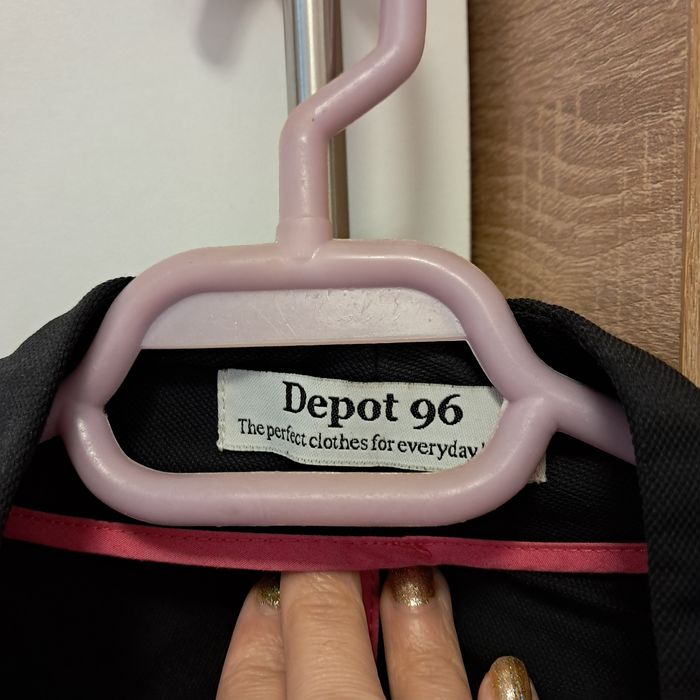 Depot 96
The perfect clothes for everyday